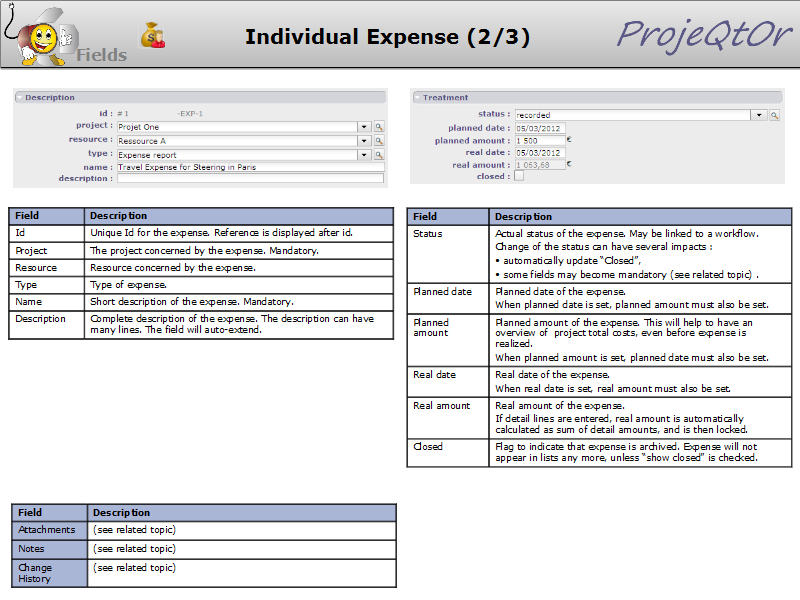 Fields
Individual Expense (2/3)
ProjeQtOr
Description
id : # 1 -EXP-1
project : Projet One
resource : Ressource A
type : Expense report
name : Travel Expense for Steering in Paris
description :
Treatment
status : recorded
planned date : 05/03/2012
planned amount : 1 500 €
real date : 05/03/2012
real amount : 1 063,68 €
closed :
Field Description
Id Unique Id for the expense. Reference is displayed after id.
Project The project concerned by the expense. Mandatory.
Resource Resource concerned by the expense.
Type Type of expense.
Name Short description of the expense. Mandatory.
Description Complete description of the expense. The description can have
many lines. The field will auto-extend.
Field Description
Status Actual status of the expense. May be linked to a workflow.
Change of the status can have several impacts :
• automatically update “Closed”,
• some fields may become mandatory (see related topic) .
Planned date Planned date of the expense.
When planned date is set, planned amount must also be set.
Planned amount Planned amount of the expense. This will help to have an
overview of project total costs, even before expense is
realized.
When planned amount is set, planned date must also be set.
Real date Real date of the expense.
When real date is set, real amount must also be set.
Real amount Real amount of the expense.
If detail lines are entered, real amount is automatically
calculated as sum of detail amounts, and is then locked.
Closed Flag to indicate that expense is archived. Expense will not
appear in lists any more, unless “show closed” is checked.
Field Description
Attachments (see related topic)
Notes (see related topic)
Change History (see related topic)